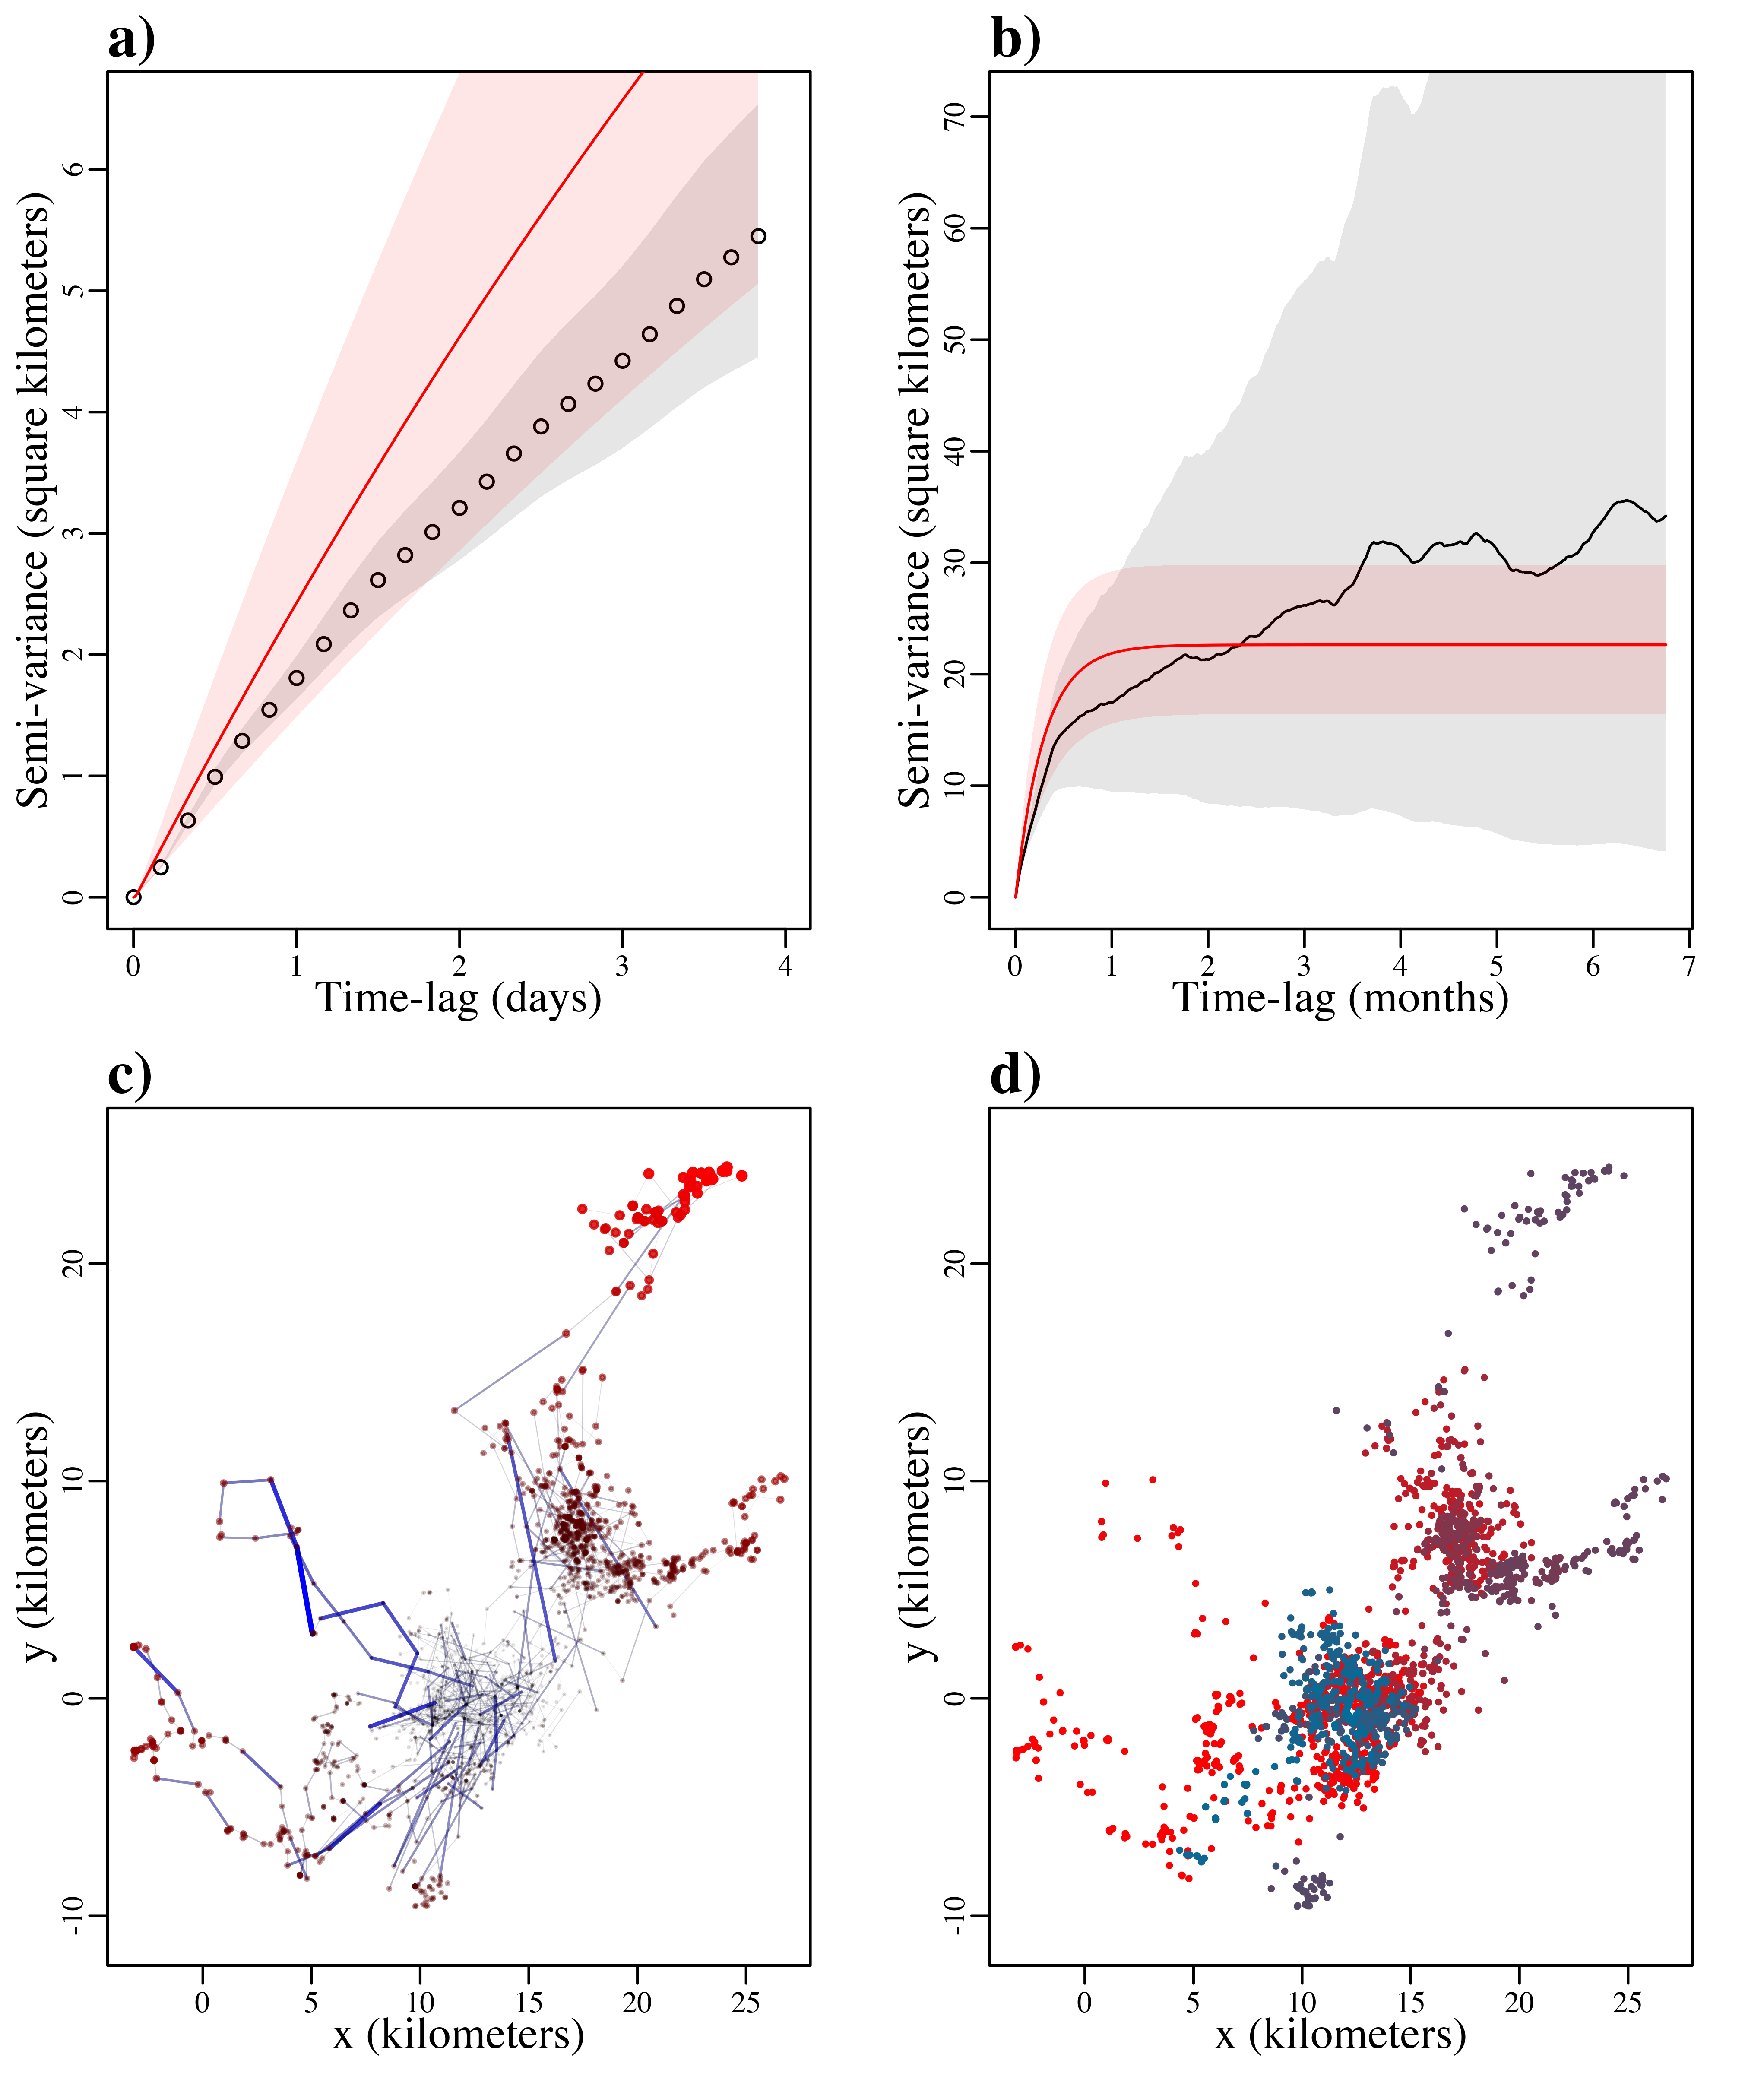 a)
Semi-variance (square kilometers)
0 1 2 3 4 5 6
0 1 2 3 4
Time-lag (days)
b)
Semi-variance (square kilometers)
0 10 20 30 40 50 60 70
0 1 2 3 4 5 6 7
Time-lag (months)
c)
y (kilometers)
-10 0 10 20
0 5 10 15 20 25
x (kilometers)
d)
y (kilometers)
-10 0 10 20
0 5 10 15 20 25
x (kilometers)